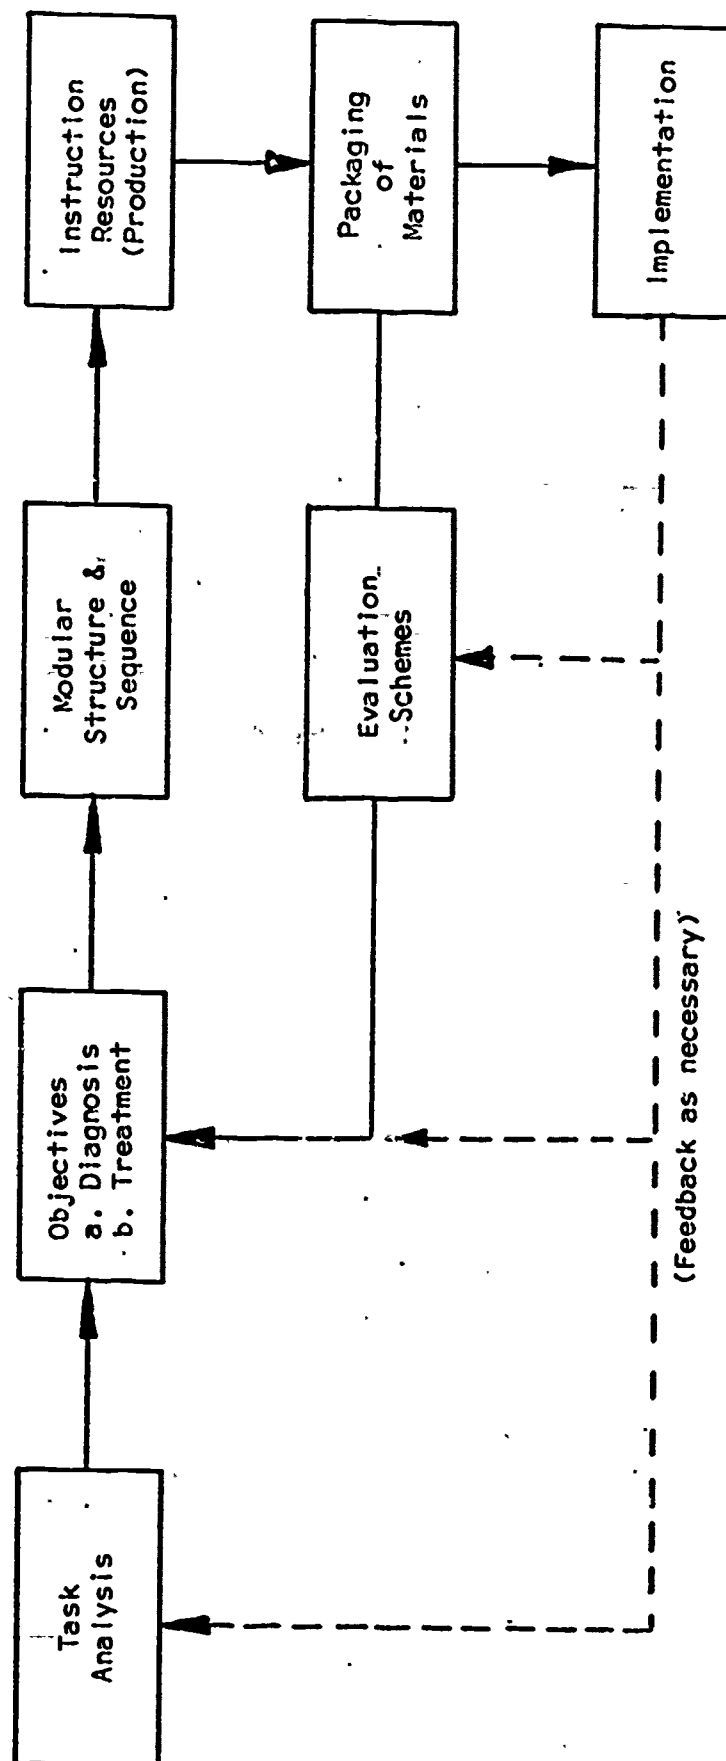 Task
Analysis
Objectives
a. Diagnosis
b. Treatment
Modular
Structure &
Sequence
Instruction
Resources
(Production)
Evaluation
Schemes
Packaging
of
Materials
Implementation
(Feedback as necessary)